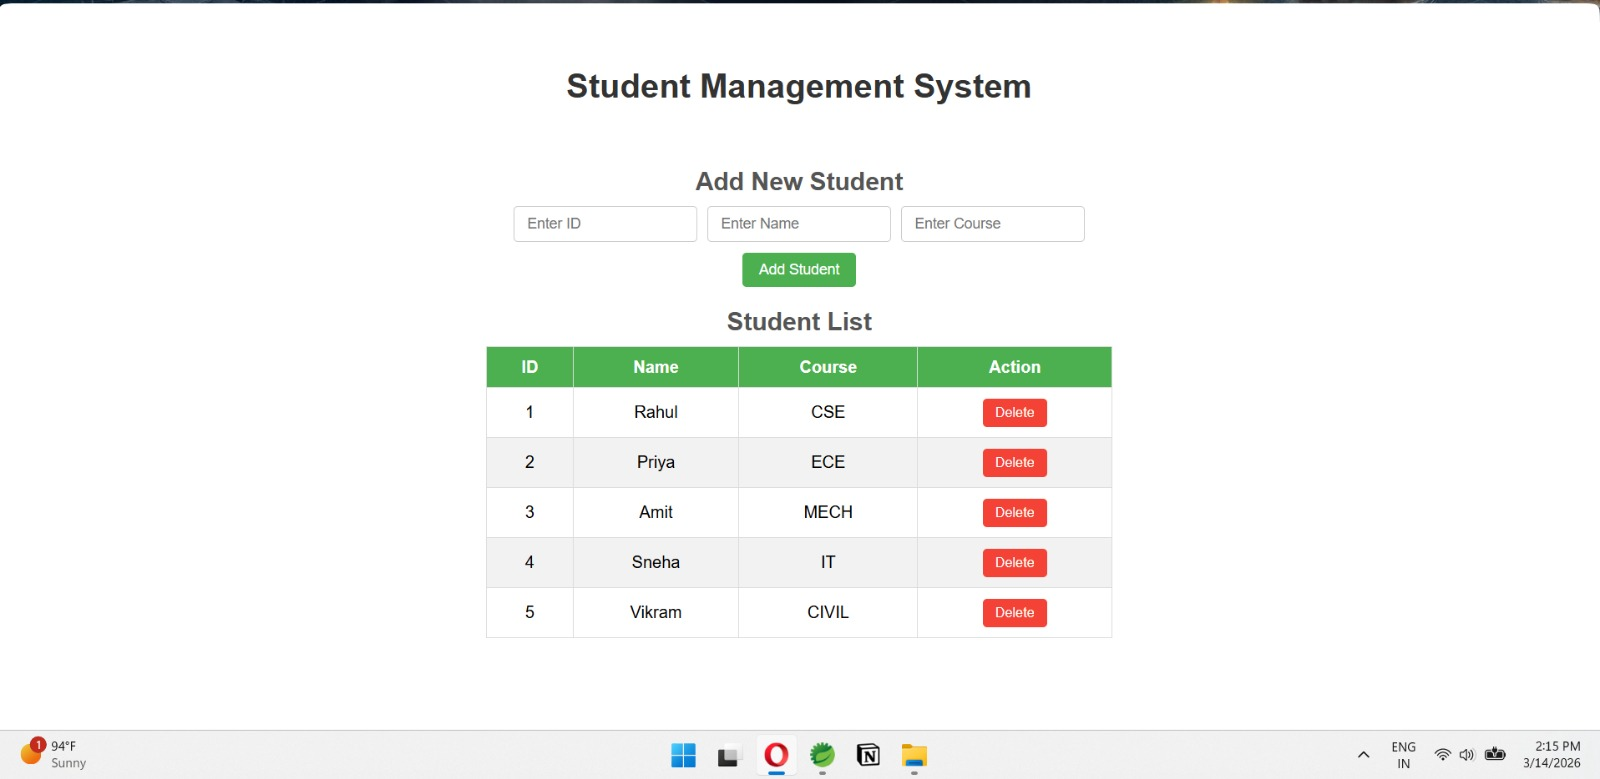 Student Management System
Add New Student
Enter ID Enter Name Enter Course
Add Student
Student List
ID Name Course Action
1 Rahul CSE Delete
2 Priya ECE Delete
3 Amit MECH Delete
4 Sneha IT Delete
5 Vikram CIVIL Delete
1 94°F
Sunny
N
ENG
IN
2:15 PM
3/14/2026